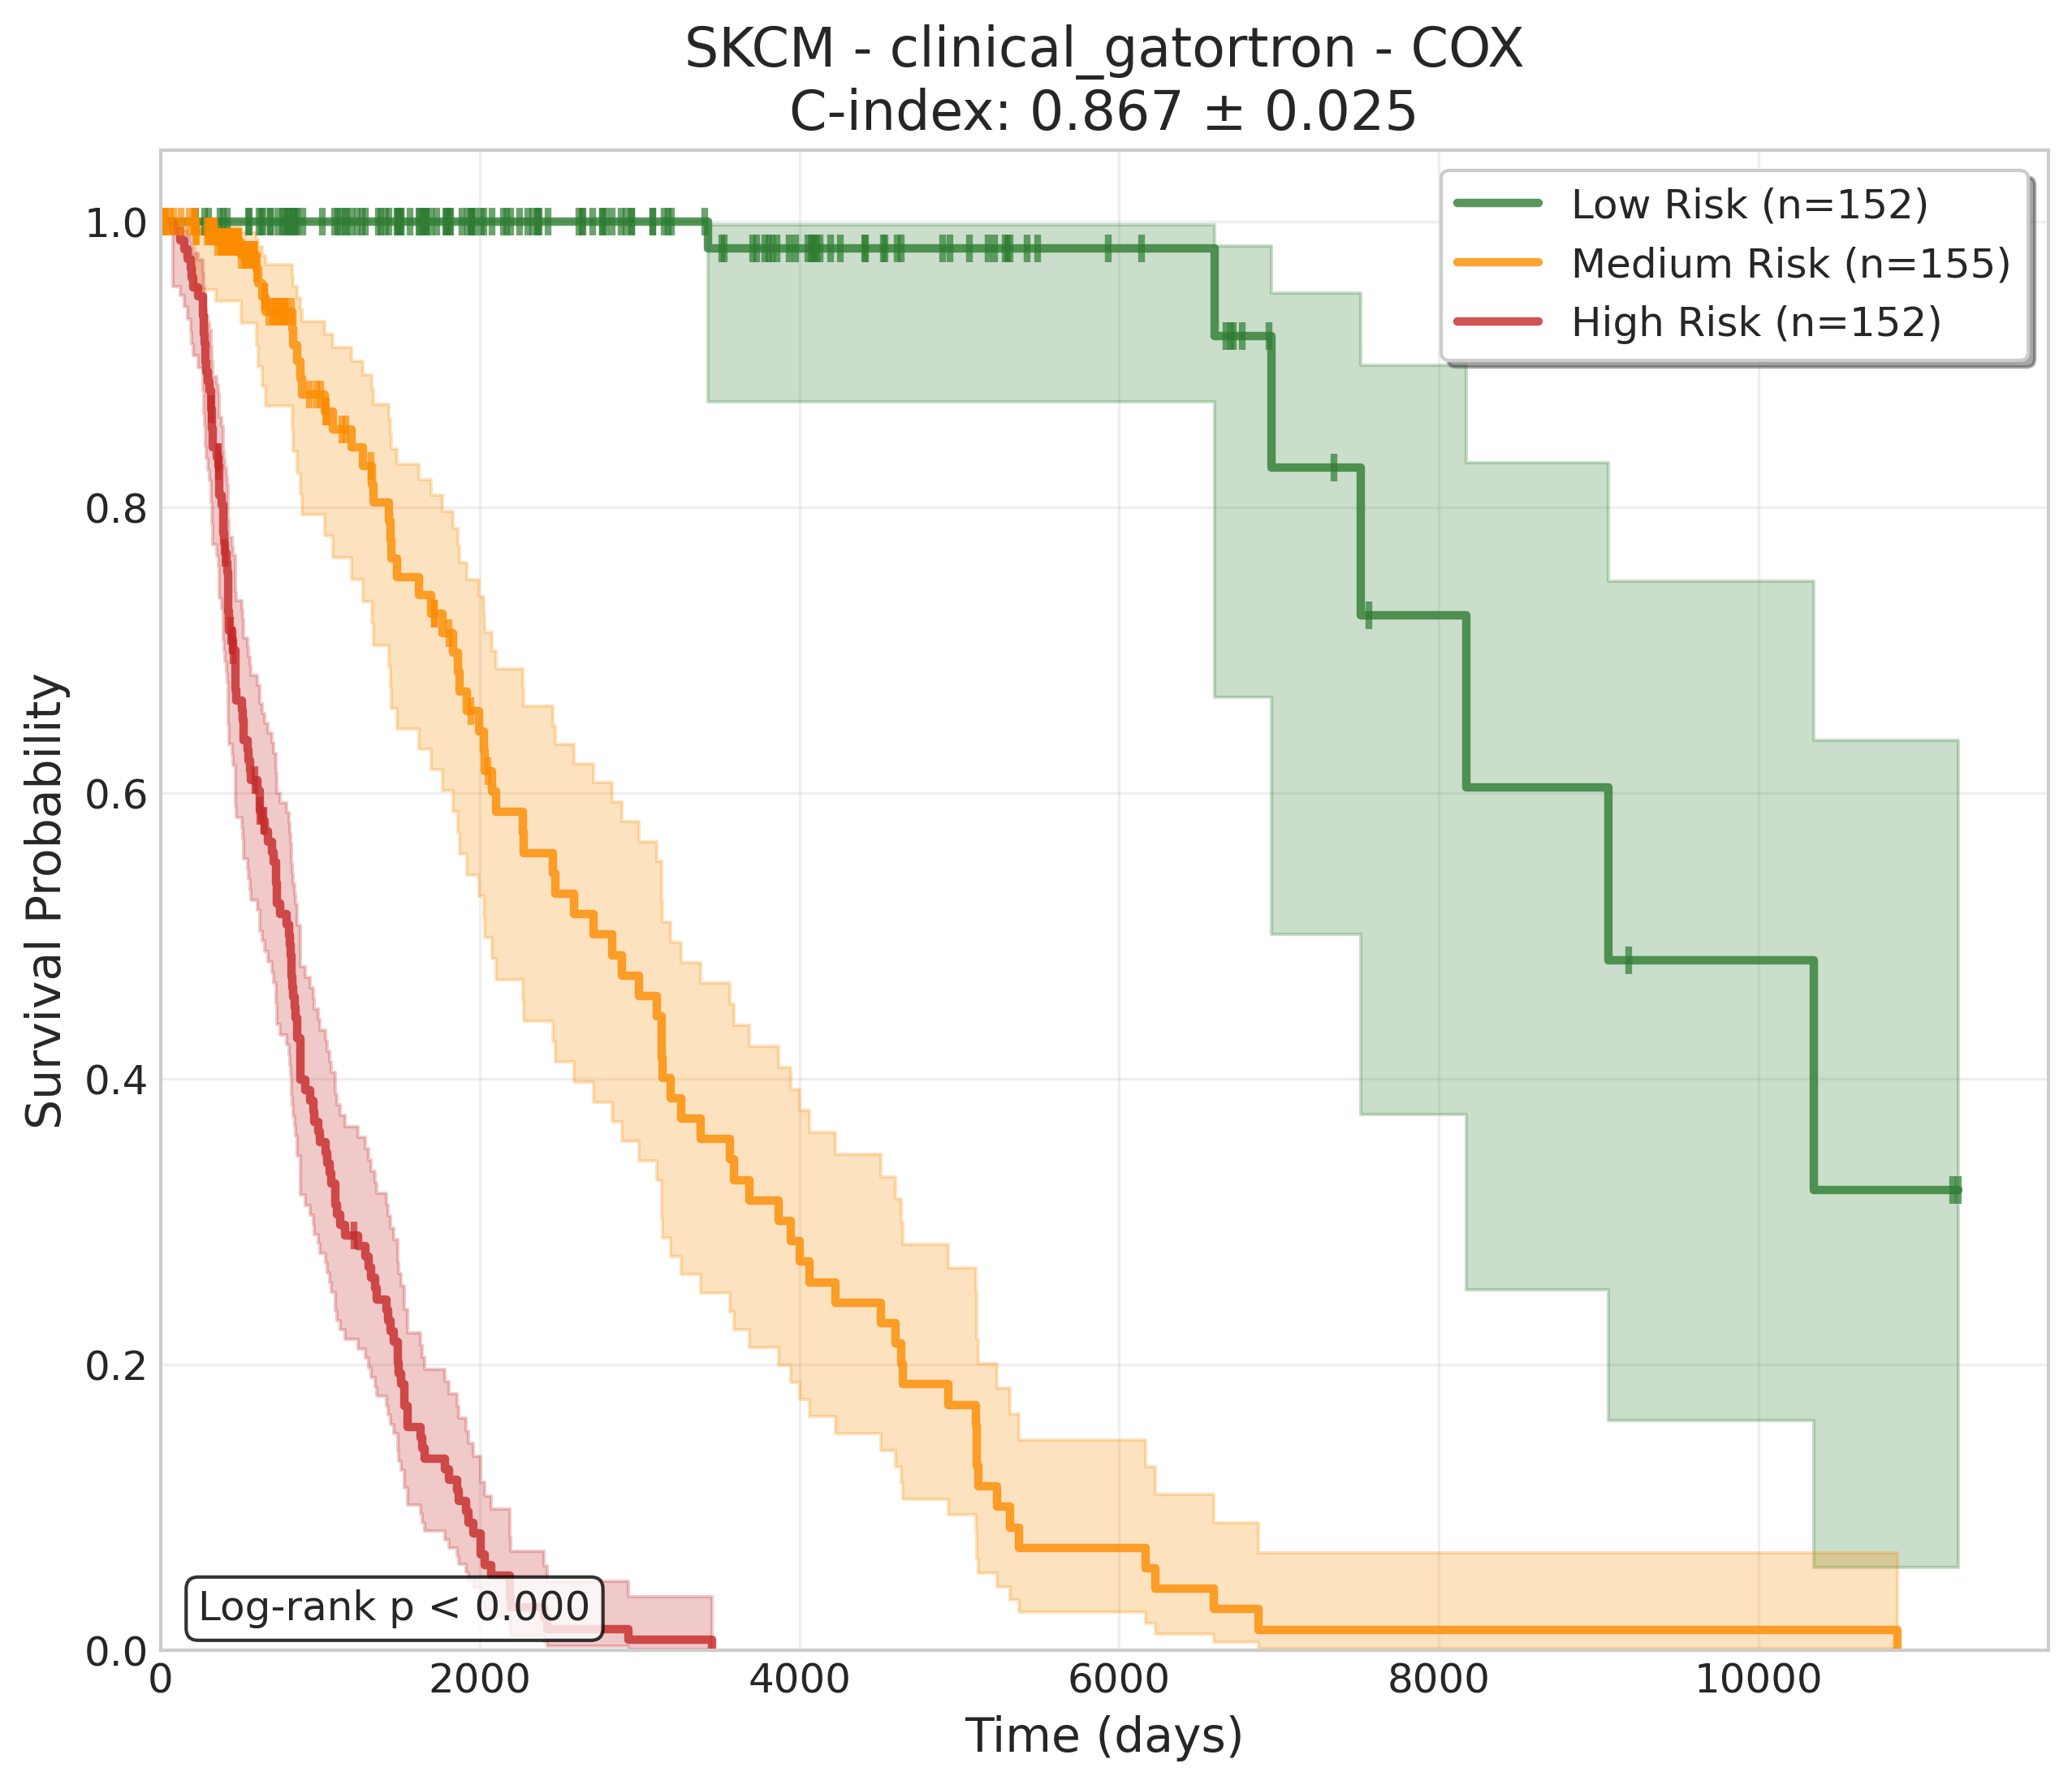 SKCM - clinical_gatortron - COX
C-index: 0.867 ± 0.025
Low Risk (n=152)
Medium Risk (n=155)
High Risk (n=152)
Survival Probability
1.0
0.8
0.6
0.4
0.2
0.0
Log-rank p < 0.000
0 2000 4000 6000 8000 10000
Time (days)